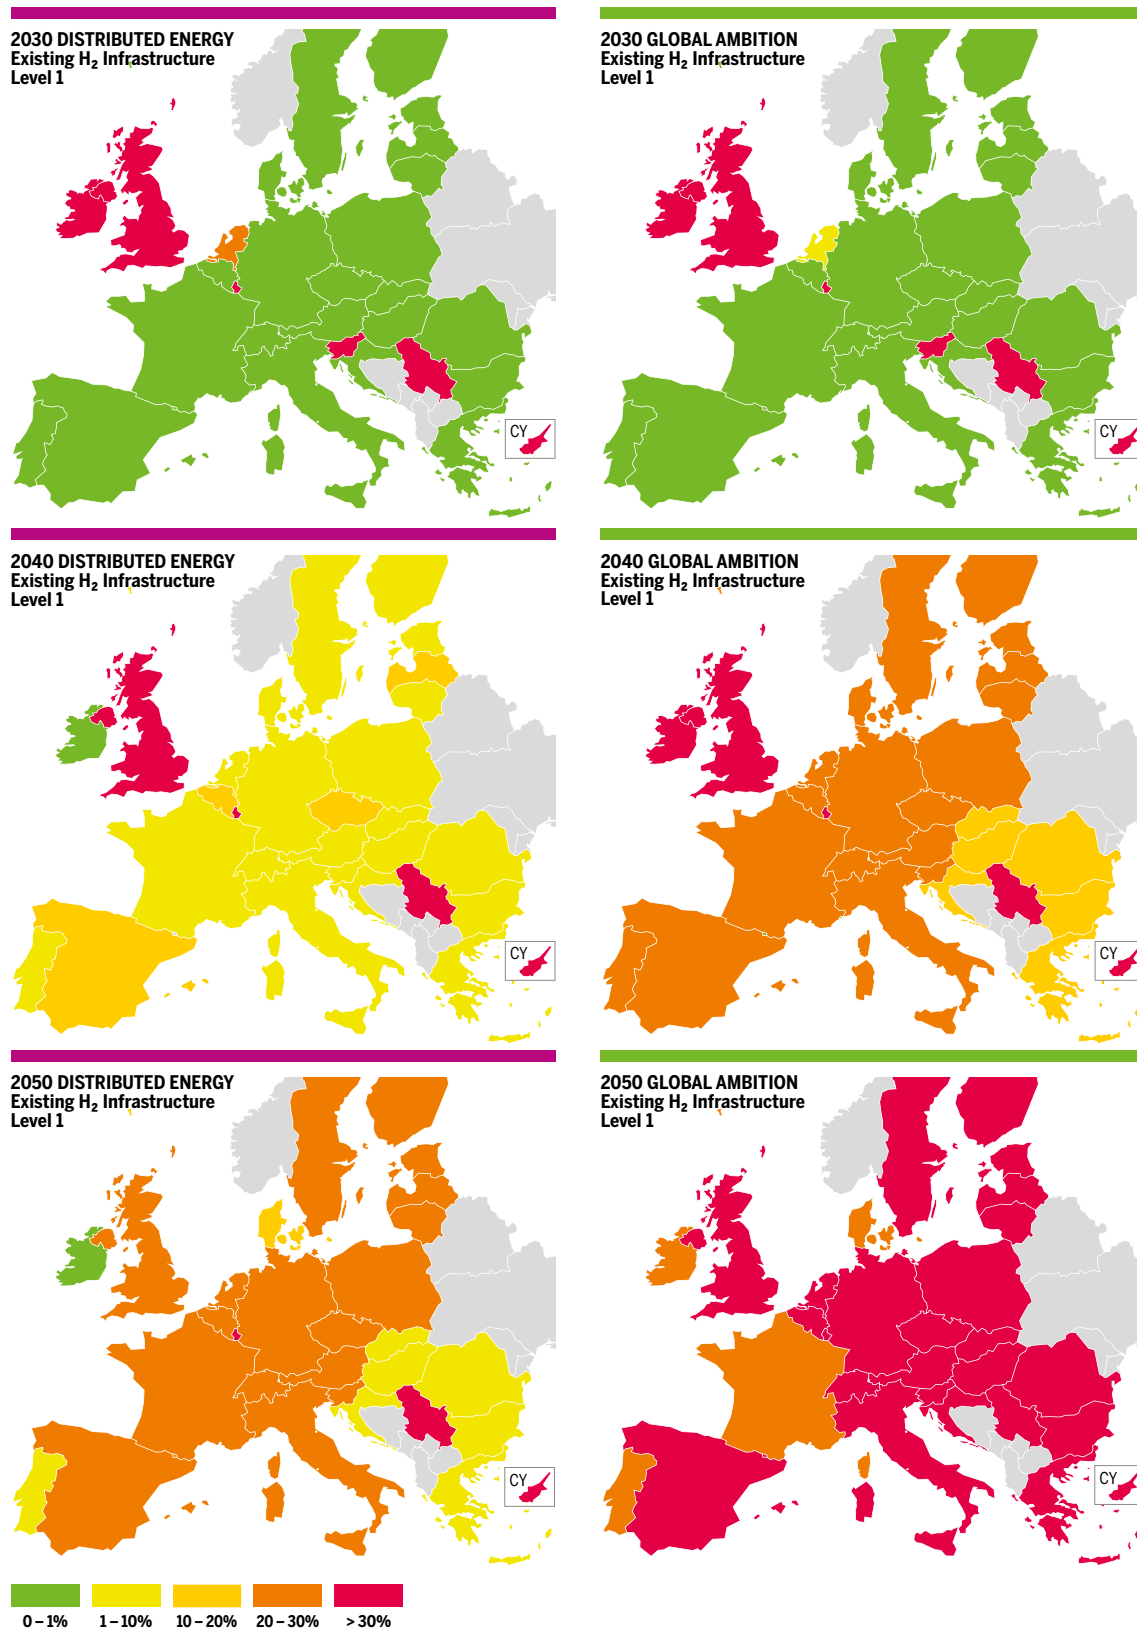 2030 DISTRIBUTED ENERGY
Existing H₂ Infrastructure
Level 1
CY
2030 GLOBAL AMBITION
Existing H₂ Infrastructure
Level 1
CY
2040 DISTRIBUTED ENERGY
Existing H₂ Infrastructure
Level 1
CY
2040 GLOBAL AMBITION
Existing H₂ Infrastructure
Level 1
CY
2050 DISTRIBUTED ENERGY
Existing H₂ Infrastructure
Level 1
CY
2050 GLOBAL AMBITION
Existing H₂ Infrastructure
Level 1
CY
0 – 1% 1 – 10% 10 – 20% 20 – 30% > 30%